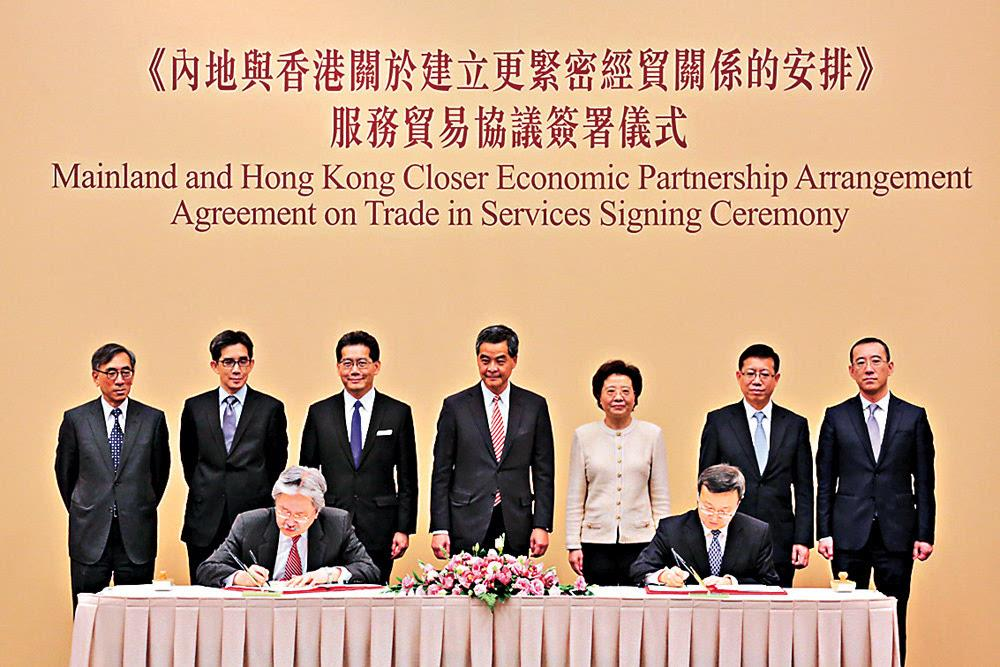 《內地與香港關於建立更緊密經貿關係的安排》
服務貿易協議簽署儀式
Mainland and Hong Kong Closer Economic Partnership Arrangement
Agreement on Trade in Services Signing Ceremony